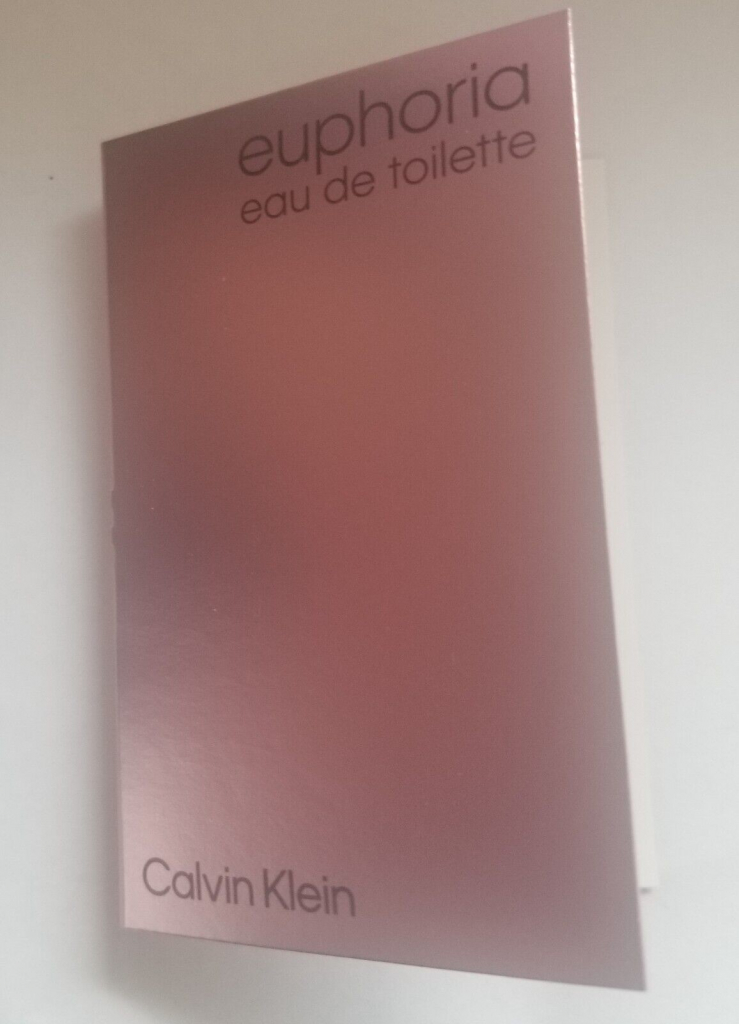 euphoria
eau de toilette
Calvin Klein